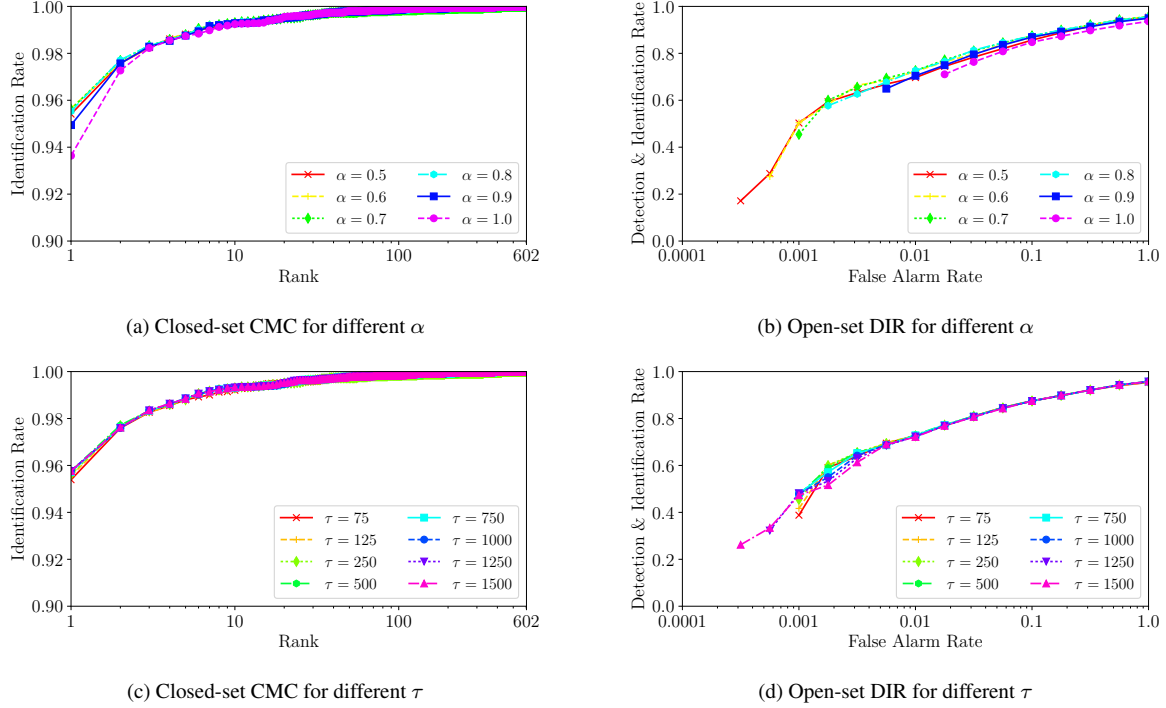 1.00
0.98
0.96
0.94
0.92
0.90
Identification Rate
1
10
100
602
Rank
α = 0.5
α = 0.6
α = 0.7
α = 0.8
α = 0.9
α = 1.0
(a) Closed-set CMC for different α
1.0
0.8
0.6
0.4
0.2
0.0
Detection & Identification Rate
0.0001
0.001
0.01
0.1
1.0
False Alarm Rate
α = 0.5
α = 0.6
α = 0.7
α = 0.8
α = 0.9
α = 1.0
(b) Open-set DIR for different α
1.00
0.98
0.96
0.94
0.92
0.90
Identification Rate
1
10
100
602
Rank
τ = 75
τ = 125
τ = 250
τ = 500
τ = 750
τ = 1000
τ = 1250
τ = 1500
(c) Closed-set CMC for different τ
1.0
0.8
0.6
0.4
0.2
0.0
Detection & Identification Rate
0.0001
0.001
0.01
0.1
1.0
False Alarm Rate
τ = 75
τ = 125
τ = 250
τ = 500
τ = 750
τ = 1000
τ = 1250
τ = 1500
(d) Open-set DIR for different τ